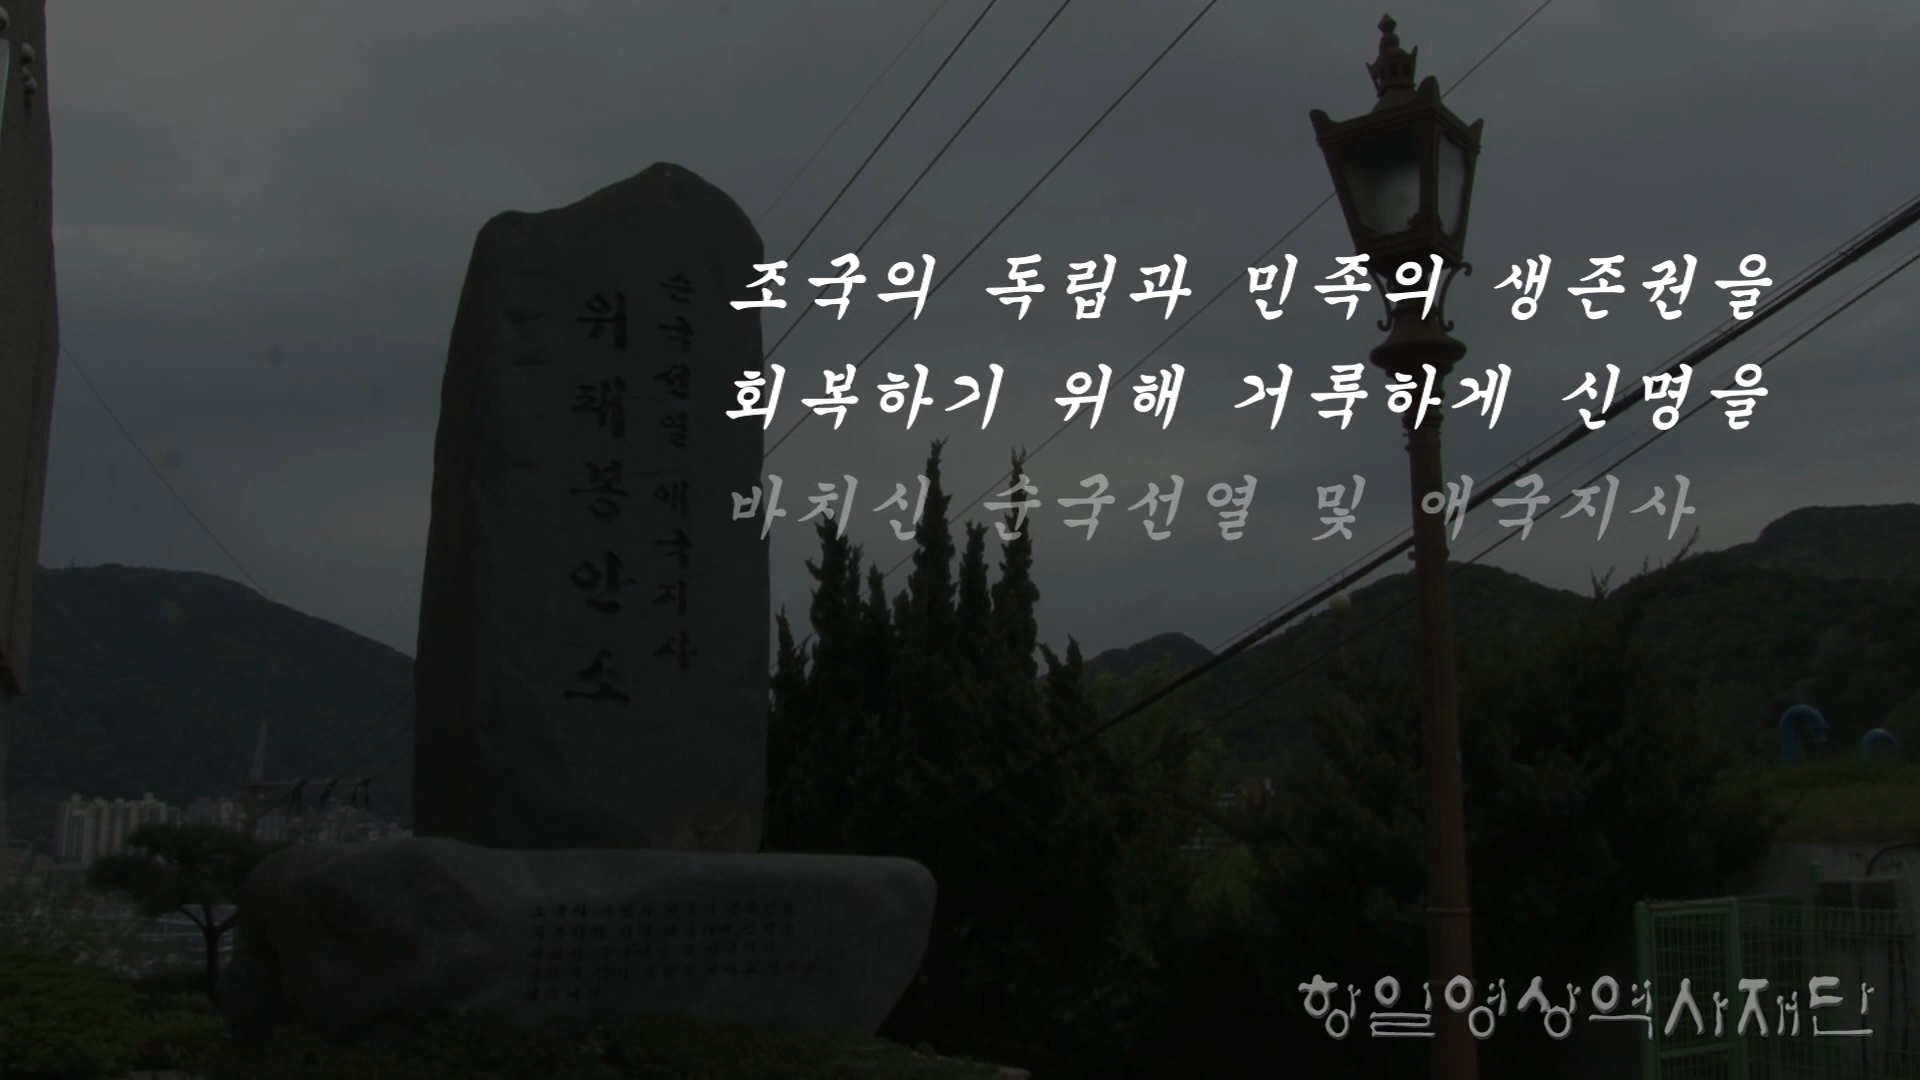 조국의 독립과 민족의 생존권을
회복하기 위해 거룩하게 신명을
바치신 순국선열 및 애국지사
순국선열애국지사
위패봉안소
항일영상역사재단